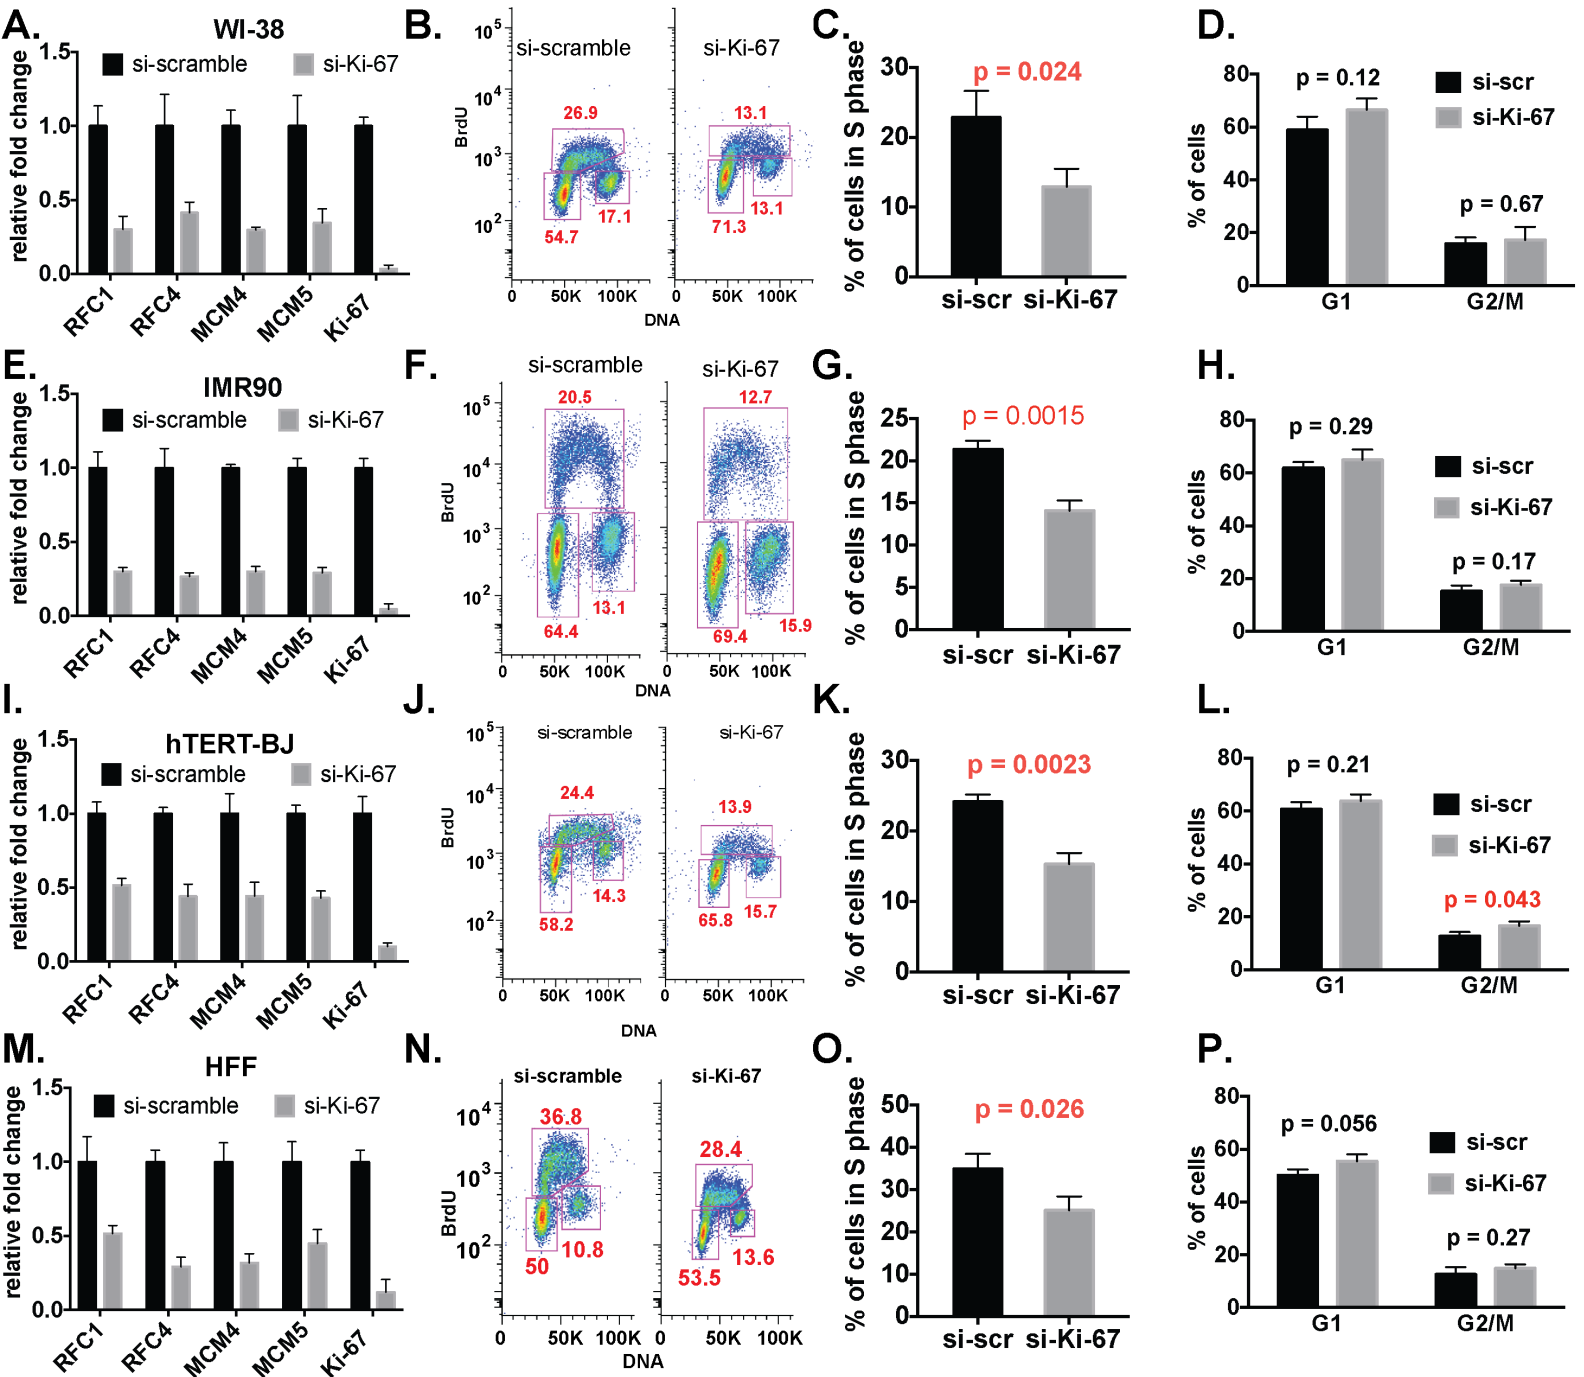 A.
WI-38
relative fold change
1.5
1.0
0.5
0.0
si-scramble
si-Ki-67
RFC1
RFC4
MCM4
MCM5
Ki-67
B.
si-scramble
si-Ki-67
BrdU
10^5
10^4
10^3
10^2
26.9
54.7
17.1
13.1
71.3
13.1
0 50K 100K
0 50K 100K
DNA
C.
% of cells in S phase
30
20
10
0
p = 0.024
si-scr si-Ki-67
D.
% of cells
80
60
40
20
0
p = 0.12
p = 0.67
si-scr
si-Ki-67
G1
G2/M
E.
IMR90
relative fold change
1.5
1.0
0.5
0.0
si-scramble
si-Ki-67
RFC1
RFC4
MCM4
MCM5
Ki-67
F.
si-scramble
si-Ki-67
BrdU
10^5
10^4
10^3
10^2
20.5
64.4
13.1
12.7
69.4
15.9
0 50K 100K
0 50K 100K
DNA
G.
% of cells in S phase
25
20
15
10
5
0
p = 0.0015
si-scr si-Ki-67
H.
% of cells
80
60
40
20
0
p = 0.29
p = 0.17
si-scr
si-Ki-67
G1
G2/M
I.
hTERT-BJ
relative fold change
1.5
1.0
0.5
0.0
si-scramble
si-Ki-67
RFC1
RFC4
MCM4
MCM5
Ki-67
J.
si-scramble
si-Ki-67
BrdU
10^5
10^4
10^3
10^2
24.4
58.2
14.3
13.9
65.8
15.7
0 50K 100K
0 50K 100K
DNA
K.
% of cells in S phase
30
20
10
0
p = 0.0023
si-scr si-Ki-67
L.
% of cells
80
60
40
20
0
p = 0.21
p = 0.043
si-scr
si-Ki-67
G1
G2/M
M.
HFF
relative fold change
1.5
1.0
0.5
0.0
si-scramble
si-Ki-67
RFC1
RFC4
MCM4
MCM5
Ki-67
N.
si-scramble
si-Ki-67
BrdU
10^4
10^3
10^2
36.8
50
10.8
28.4
53.5
13.6
0 50K 100K
0 50K 100K
DNA
O.
% of cells in S phase
50
40
30
20
10
0
p = 0.026
si-scr si-Ki-67
P.
% of cells
80
60
40
20
0
p = 0.056
p = 0.27
si-scr
si-Ki-67
G1
G2/M